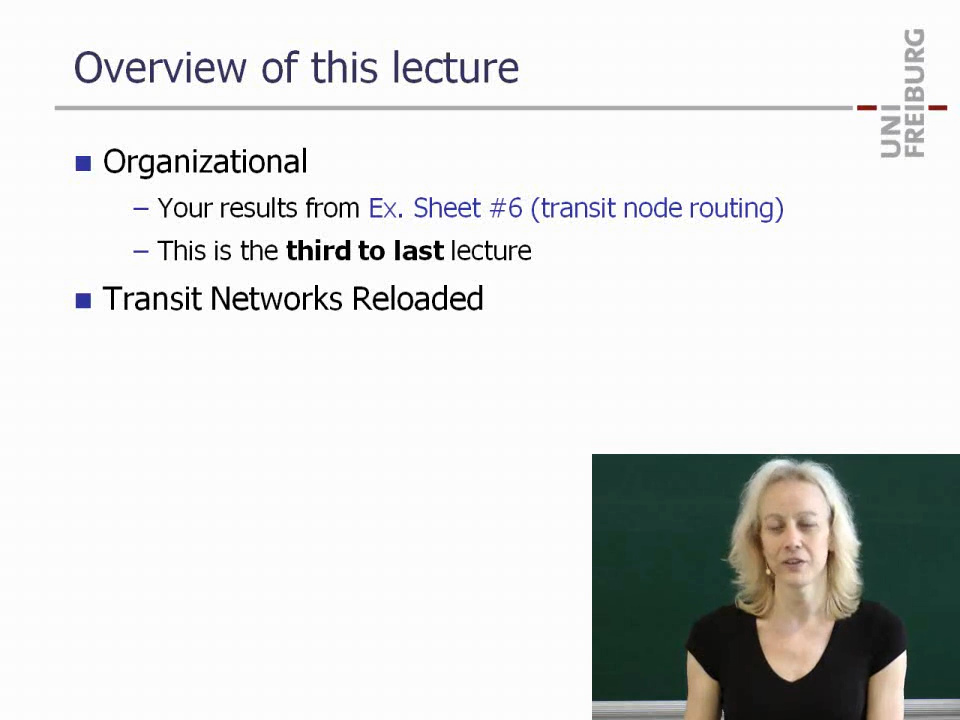 Overview of this lecture
UNI
FREIBURG
Organizational
– Your results from Ex. Sheet #6 (transit node routing)
– This is the third to last lecture
Transit Networks Reloaded